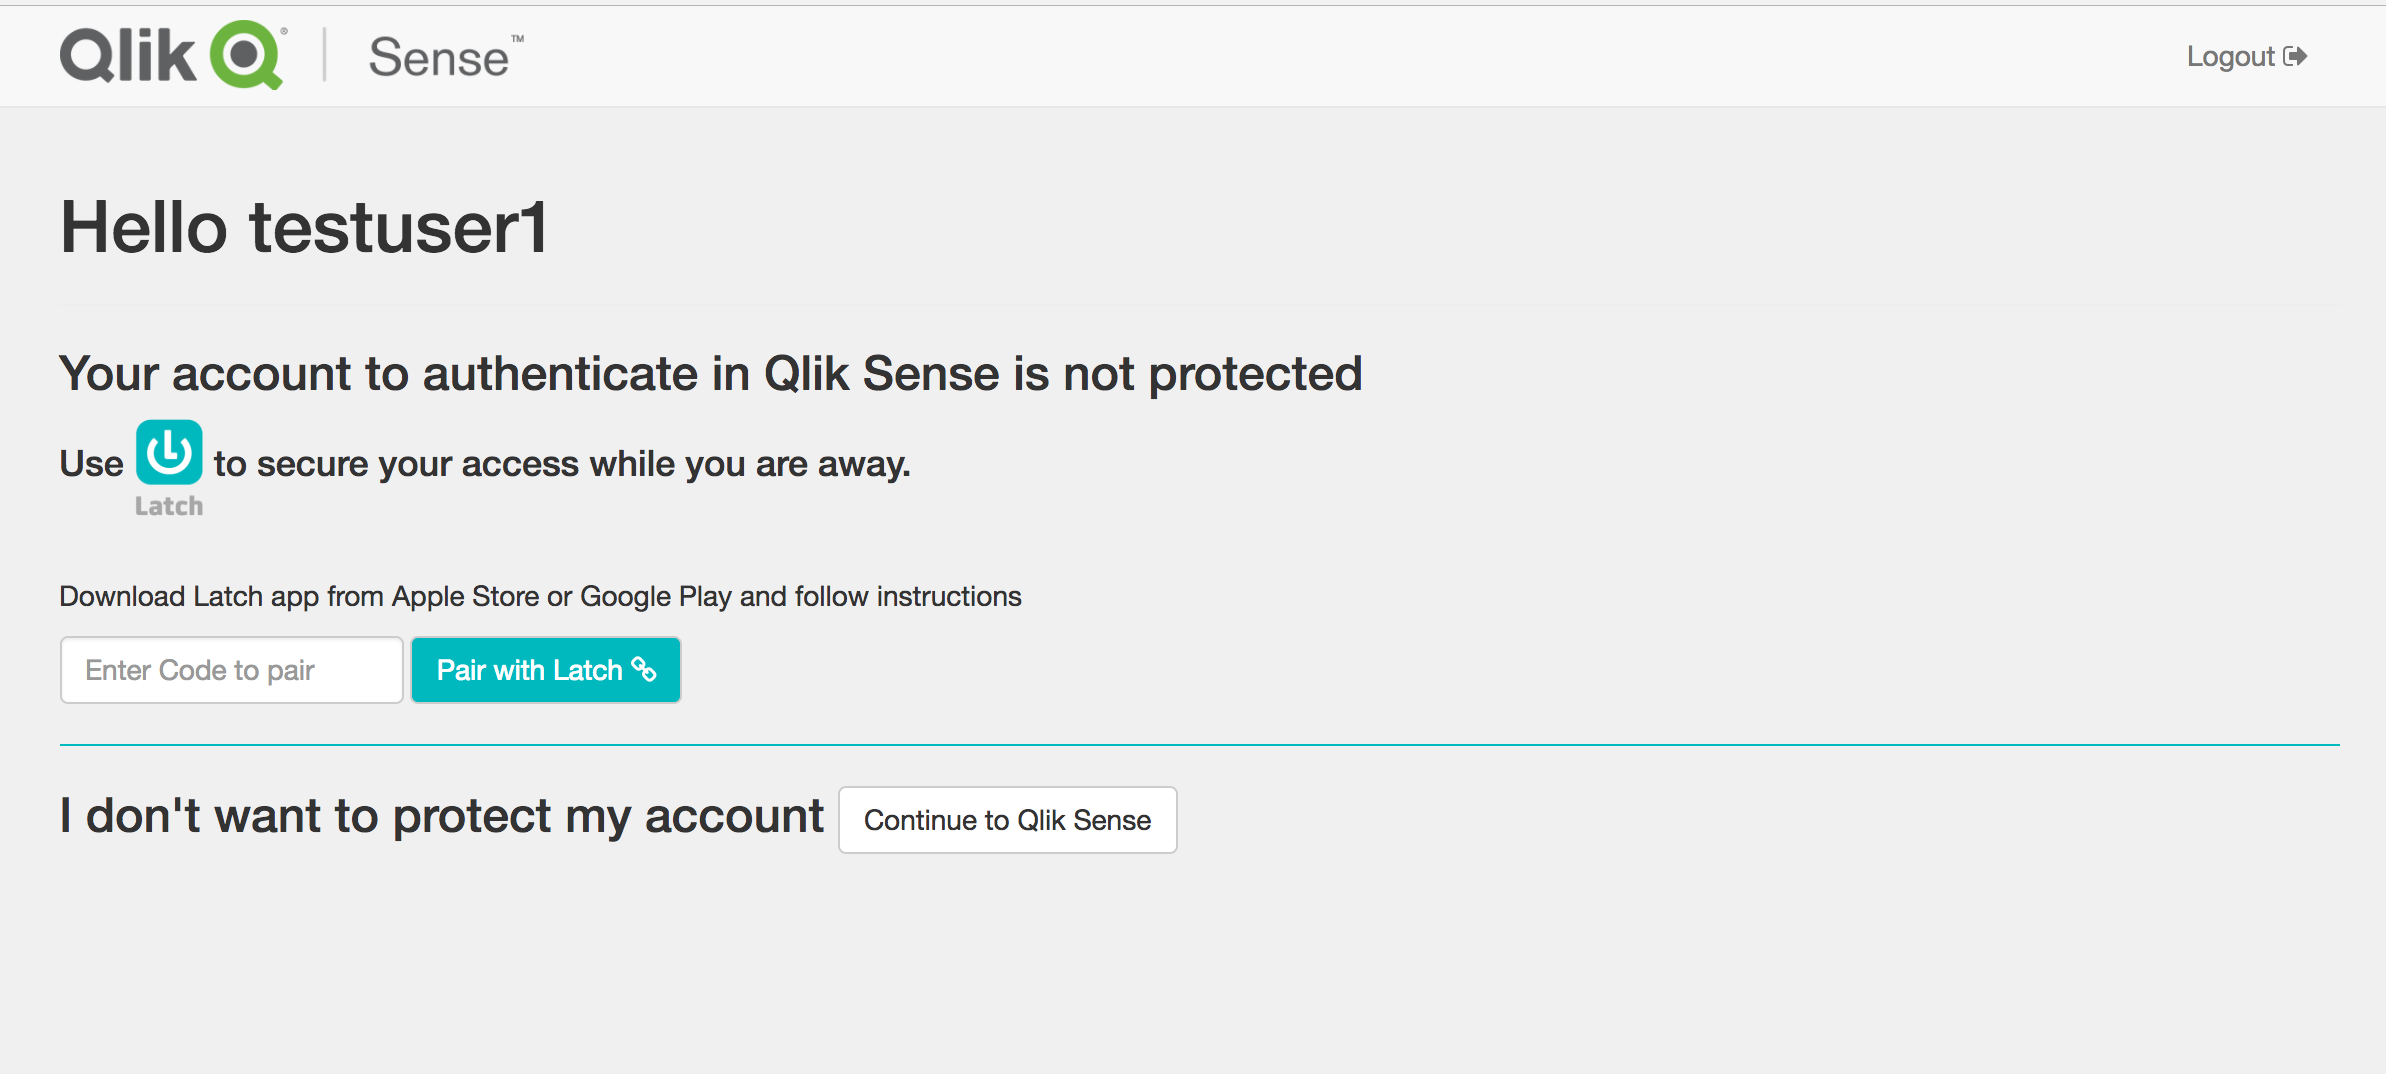 Qlik® Sense™
Logout
Hello testuser1
Your account to authenticate in Qlik Sense is not protected
Use Latch to secure your access while you are away.
Download Latch app from Apple Store or Google Play and follow instructions
Enter Code to pair Pair with Latch
I don't want to protect my account Continue to Qlik Sense